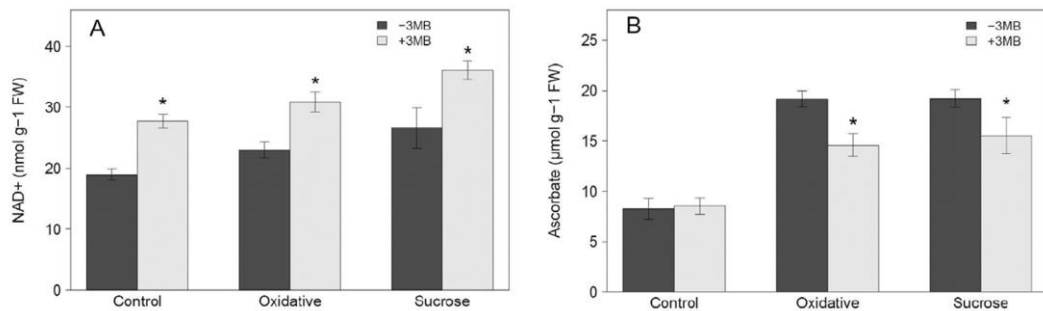 A
−3MB
+3MB
NAD+ (nmol g−1 FW)
40
30
20
10
0
*
*
*
Control
Oxidative
Sucrose
B
−3MB
+3MB
Ascorbate (μmol g−1 FW)
25
20
15
10
5
0
*
*
Control
Oxidative
Sucrose